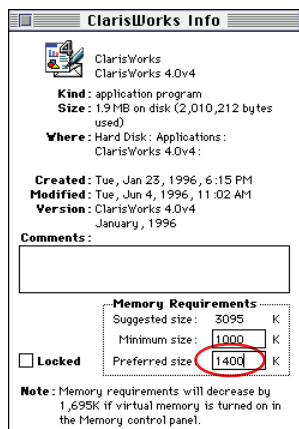 ClarisWorks Info
ClarisWorks
ClarisWorks 4.0v4
Kind: application program
Size: 1.9 MB on disk (2,010,212 bytes
used)
Where: Hard Disk: Applications:
ClarisWorks 4.0v4:
Created: Tue, Jan 23, 1996, 6:15 PM
Modified: Tue, Jun 4, 1996, 11:02 AM
Version: ClarisWorks 4.0v4
January, 1996
Comments:
Memory Requirements
Suggested size: 3095 K
Minimum size: 1000 K
Locked
Preferred size: 1400 K
Note: Memory requirements will decrease by
1,695K if virtual memory is turned on in
the Memory control panel.